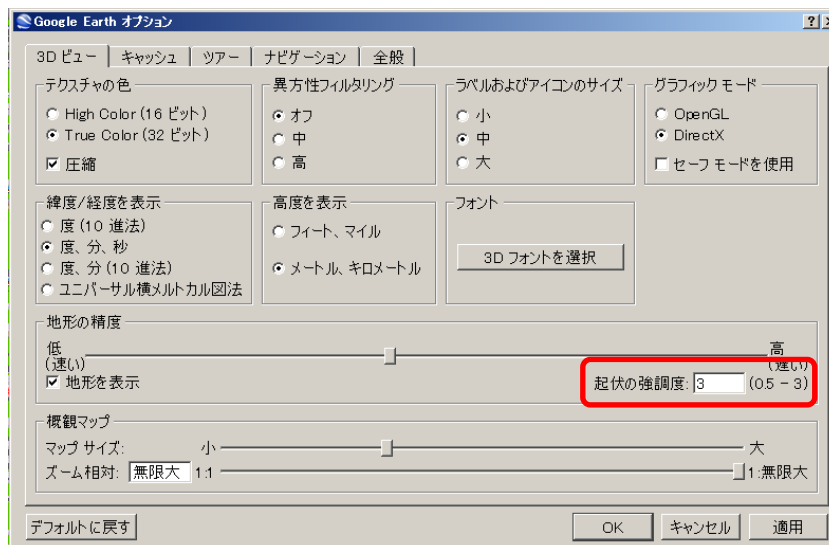 Google Earth オプション
3D ビュー キャッシュ ツアー ナビゲーション 全般
テクスチャの色
High Color (16 ビット)
True Color (32 ビット)
圧縮
異方性フィルタリング
オフ
中
高
ラベルおよびアイコンのサイズ
小
中
大
グラフィック モード
OpenGL
DirectX
セーフ モードを使用
緯度/経度を表示
度 (10 進法)
度、分、秒
度、分 (10 進法)
ユニバーサル横メルトカル図法
高度を表示
フィート、マイル
メートル、キロメートル
フォント
3D フォントを選択
地形の精度
低 高
(速い) (遅い)
地形を表示 起伏の強調度: 3 (0.5 - 3)
概観マップ
マップ サイズ: 小 大
ズーム相対: 無限大 1:1 1:無限大
デフォルトに戻す OK キャンセル 適用